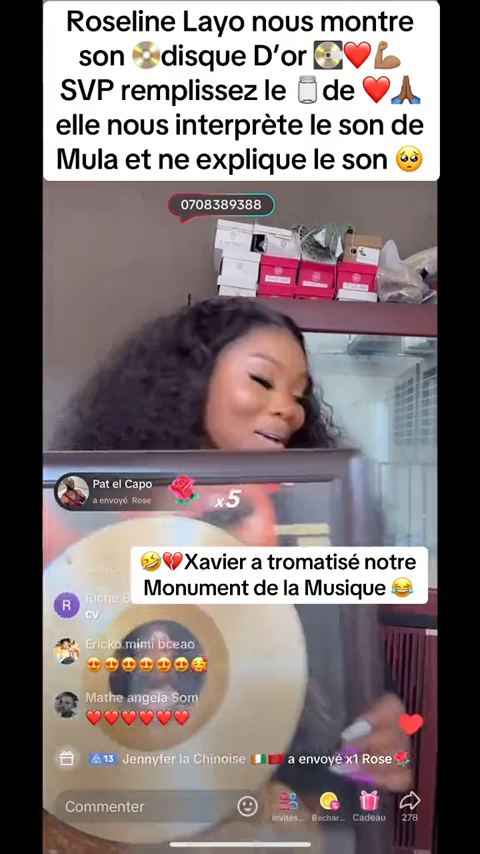 Roseline Layo nous montre
son 📀disque D’or 💽❤️💪🏽
SVP remplissez le 🫙de ❤️🙏🏽
elle nous interprète le son de
Mula et ne explique le son 🥺
0708389388
Pat el Capo
a envoyé Rose
x5
🤣💔Xavier a tromatisé notre
Monument de la Musique 😂
R
Riche
cv
Ericko.mimi bceao
😍😍😍😍😍😍🥰
Mathe angela Som
❤️❤️❤️❤️❤️❤️
13 Jennyfer la Chinoise 🇨🇮🇲🇦 a envoyé x1 Rose🌹
Commenter
Invités... Rechar... Cadeau 278